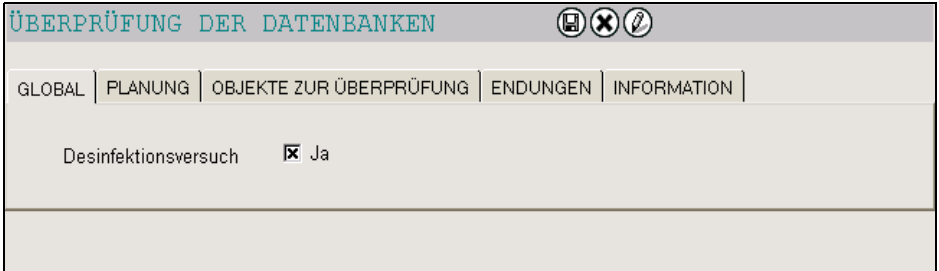 ÜBERPRÜFUNG DER DATENBANKEN
GLOBAL PLANUNG OBJEKTE ZUR ÜBERPRÜFUNG ENDUNGEN INFORMATION
Desinfektionsversuch Ja